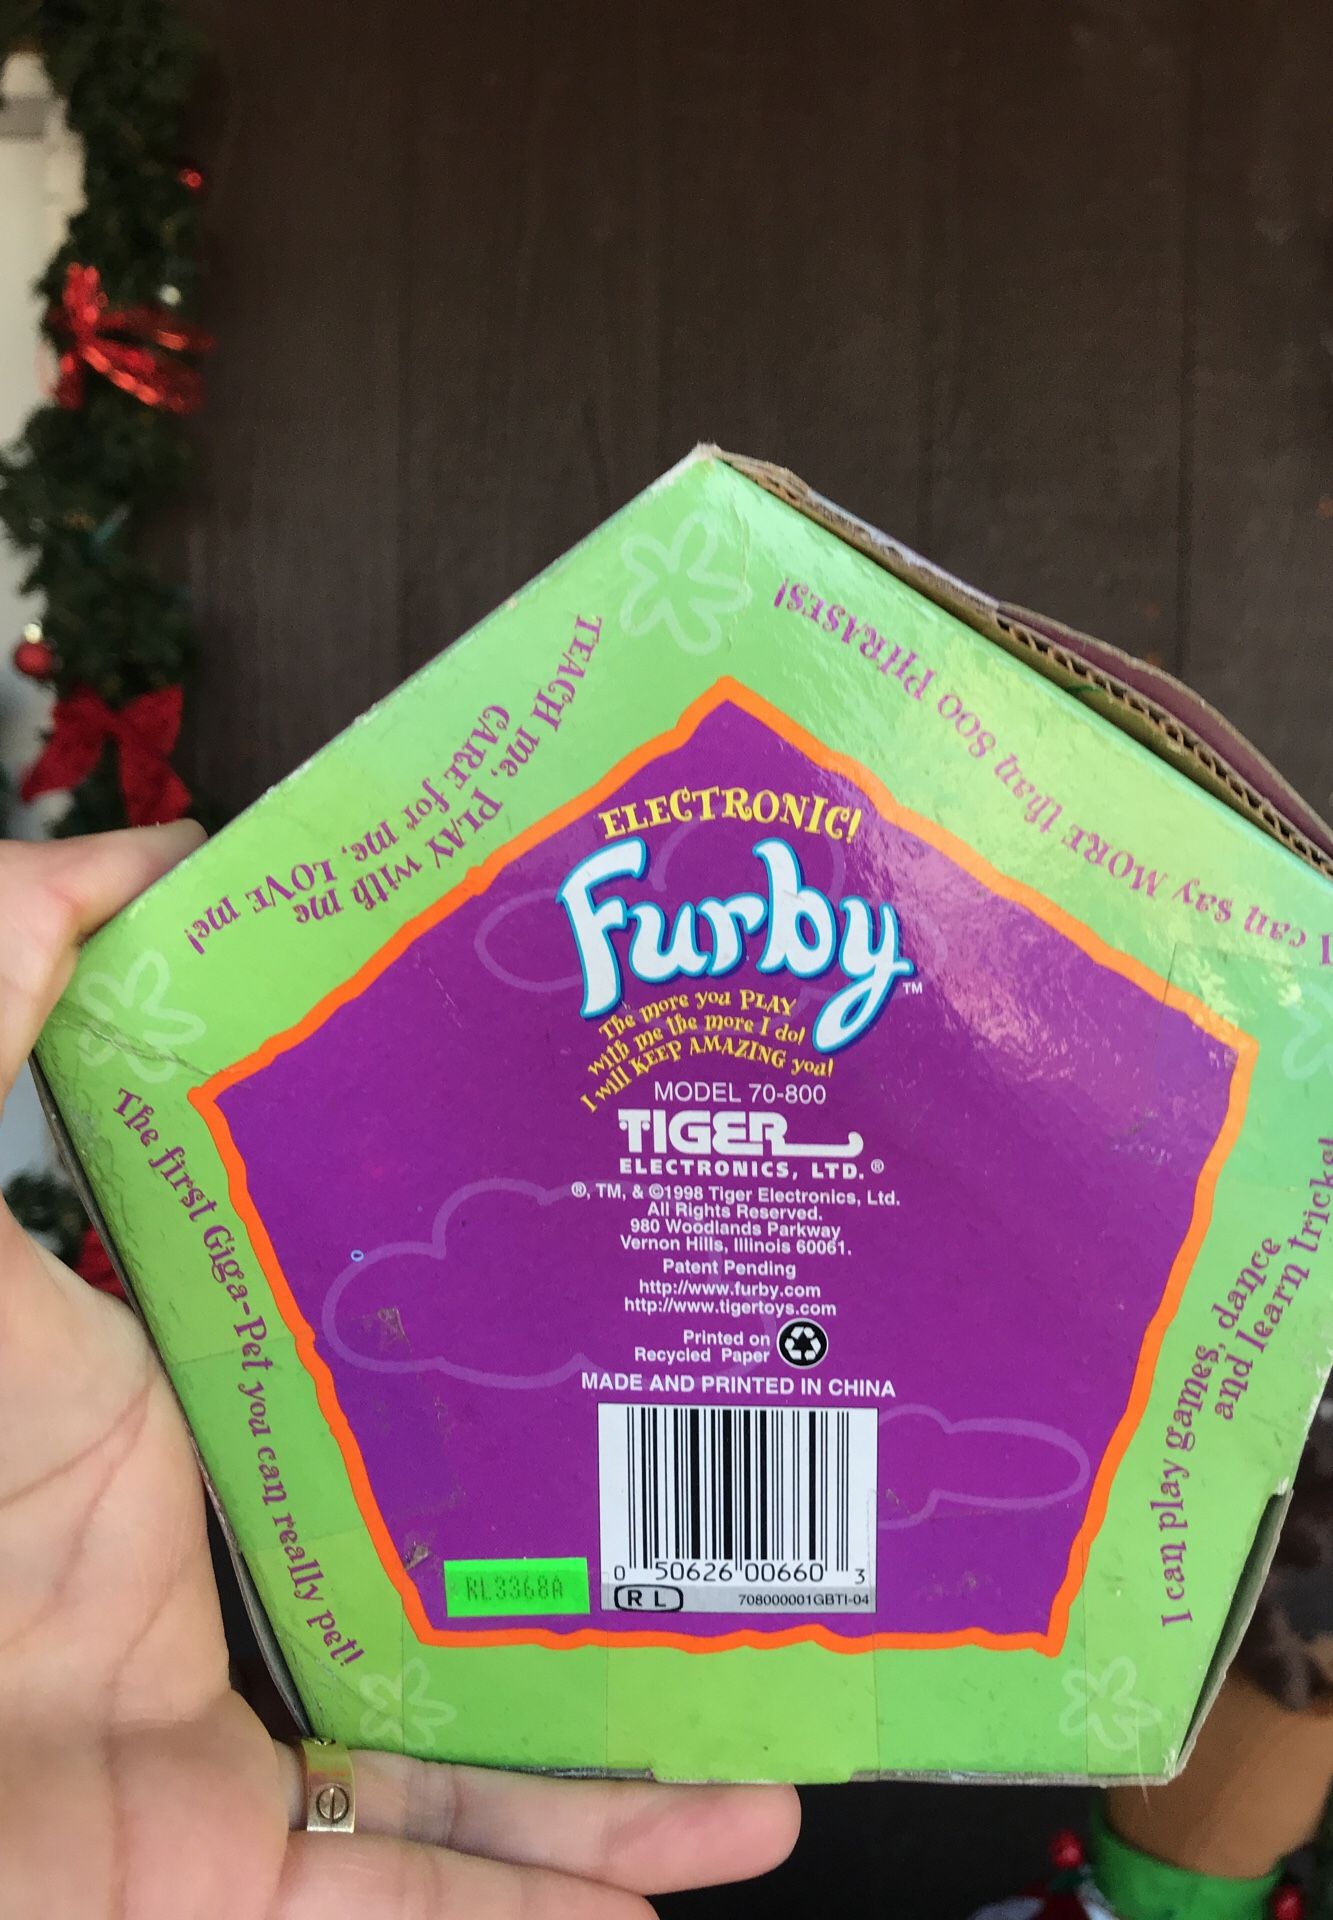 I can say MORE than 800 PHRASES!
TEACH me, PLAY with me
CARE for me, LOVE me!
The first Giga-Pet you can really pet!
I can play games, dance
and learn tricks!
ELECTRONIC!
Furby™
The more you PLAY
with me the more I do!
I will KEEP AMAZING you!
MODEL 70-800
TIGER
ELECTRONICS, LTD.®
®, TM, & ©1998 Tiger Electronics, Ltd.
All Rights Reserved.
980 Woodlands Parkway
Vernon Hills, Illinois 60061.
Patent Pending
http://www.furby.com
http://www.tigertoys.com
Printed on
Recycled Paper
MADE AND PRINTED IN CHINA
0 50626 00660 3
RL 708000001GBTI-04
RL3368A